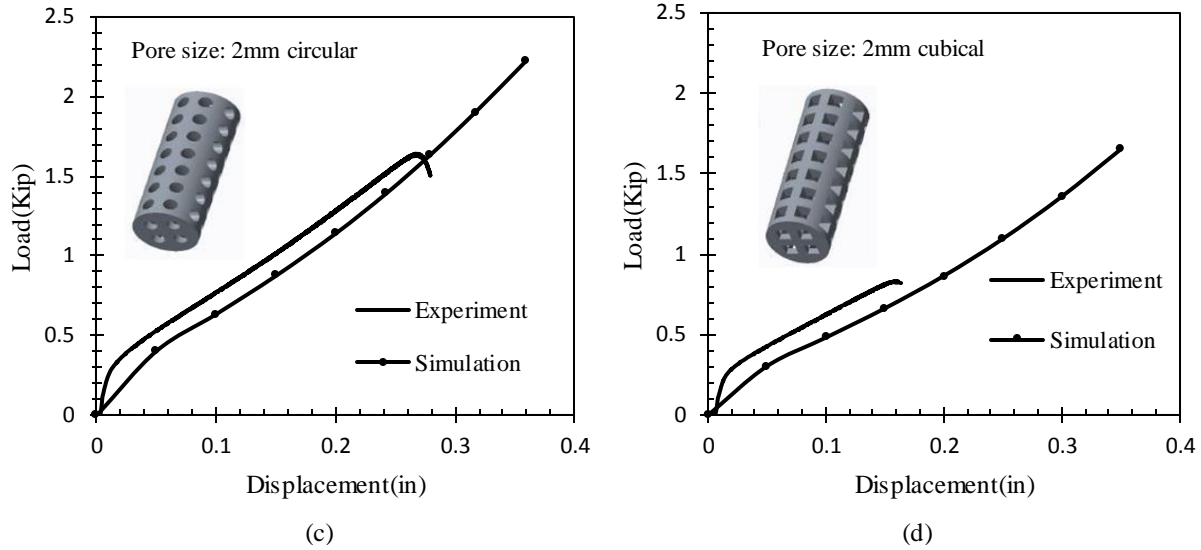 2.5
2
1.5
1
0.5
0
0
0.1
0.2
0.3
0.4
Load(Kip)
Displacement(in)
Pore size: 2mm circular
Experiment
Simulation
(c)
2.5
2
1.5
1
0.5
0
0
0.1
0.2
0.3
0.4
Load(Kip)
Displacement(in)
Pore size: 2mm cubical
Experiment
Simulation
(d)